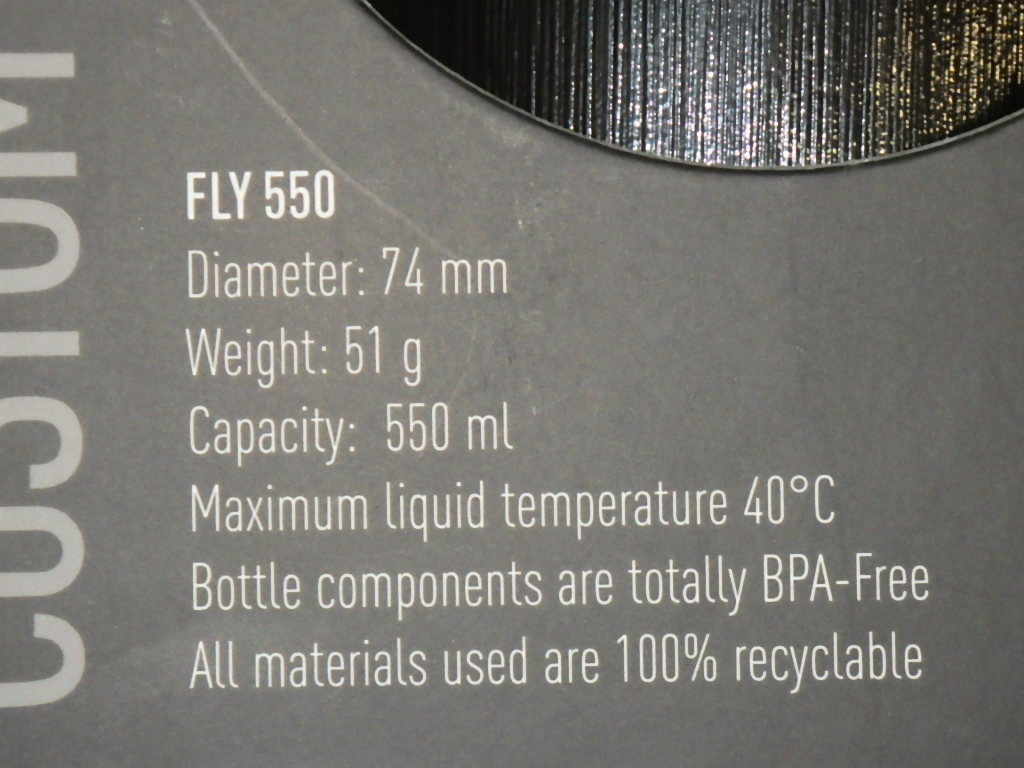 CUSTOM
FLY 550
Diameter: 74 mm
Weight: 51 g
Capacity: 550 ml
Maximum liquid temperature 40°C
Bottle components are totally BPA-Free
All materials used are 100% recyclable